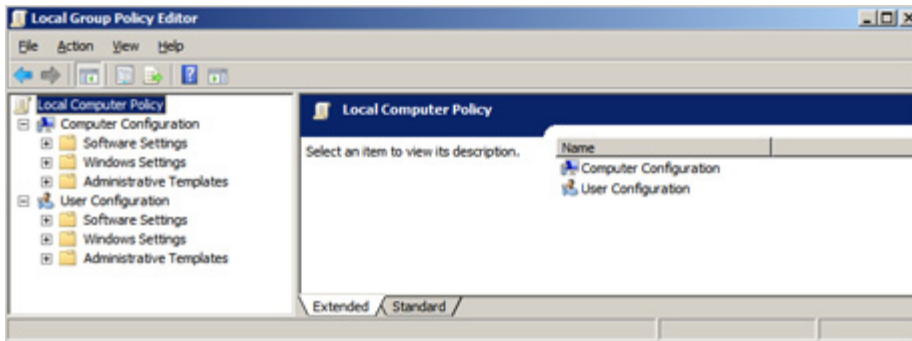 Local Group Policy Editor
File Action View Help
Local Computer Policy
Computer Configuration
Software Settings
Windows Settings
Administrative Templates
User Configuration
Software Settings
Windows Settings
Administrative Templates
Local Computer Policy
Select an item to view its description.
Name
Computer Configuration
User Configuration
Extended Standard